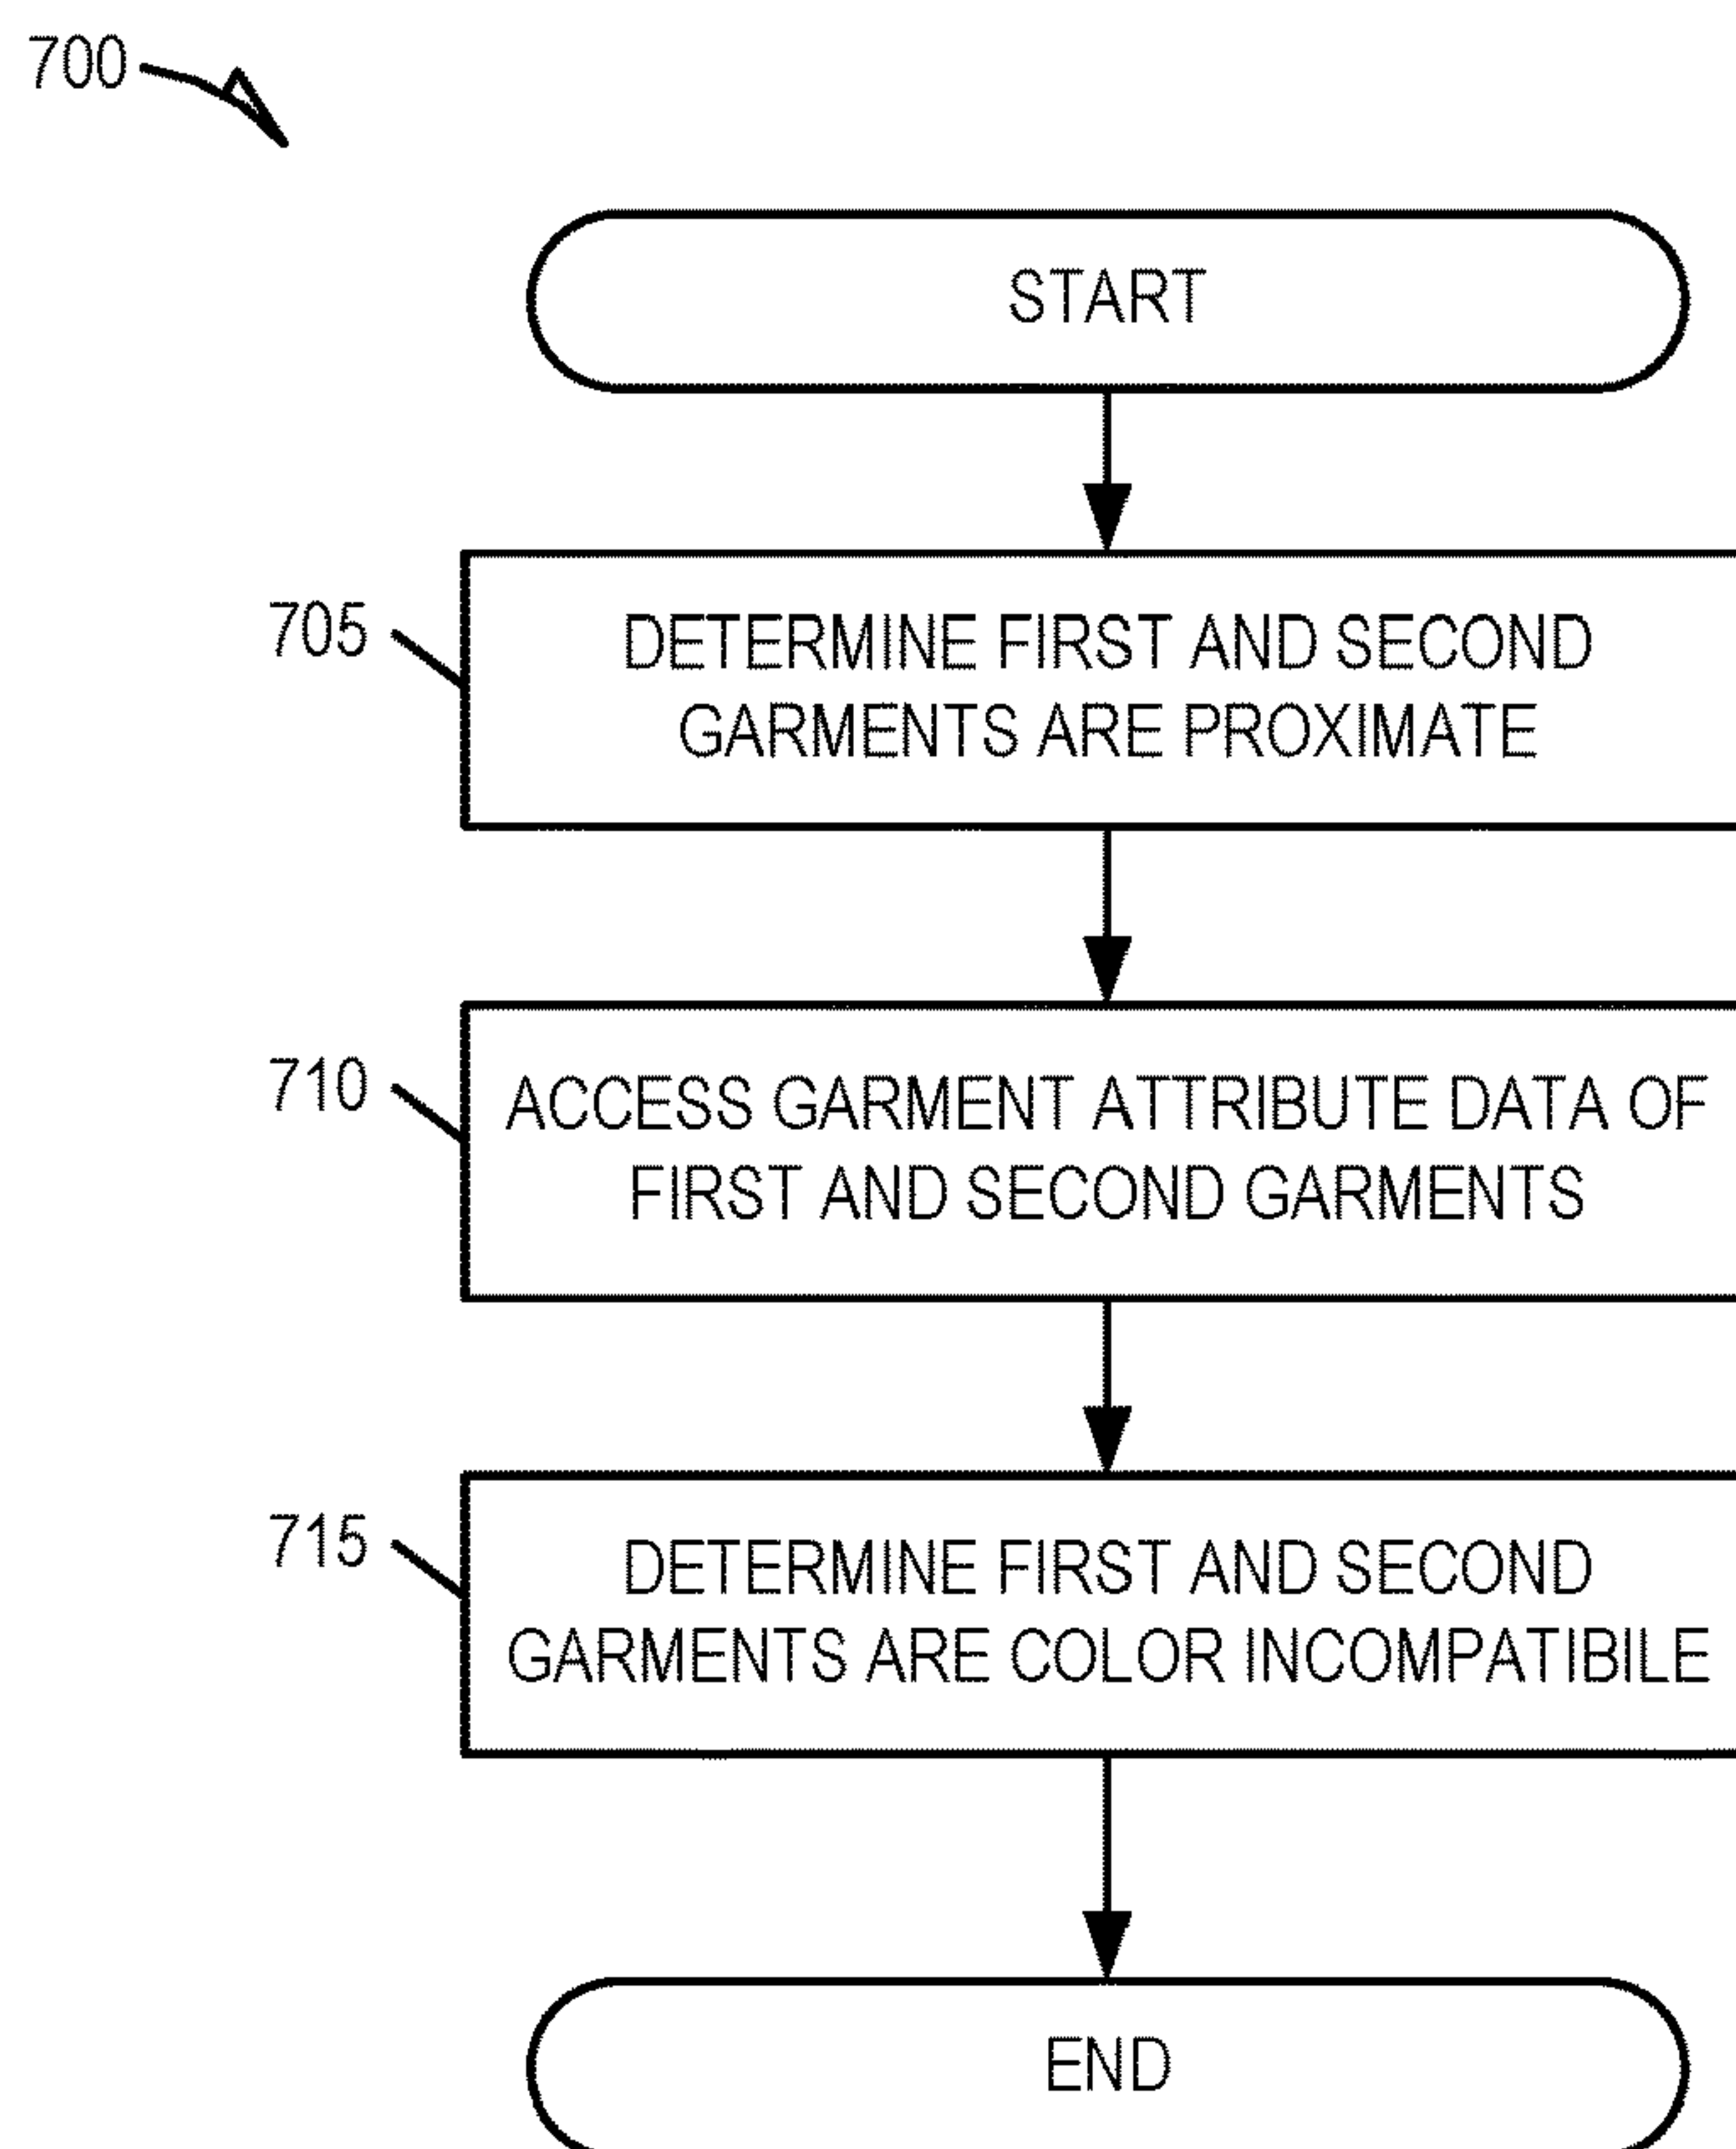 700
START
705
DETERMINE FIRST AND SECOND
GARMENTS ARE PROXIMATE
710
ACCESS GARMENT ATTRIBUTE DATA OF
FIRST AND SECOND GARMENTS
715
DETERMINE FIRST AND SECOND
GARMENTS ARE COLOR INCOMPATIBILE
END